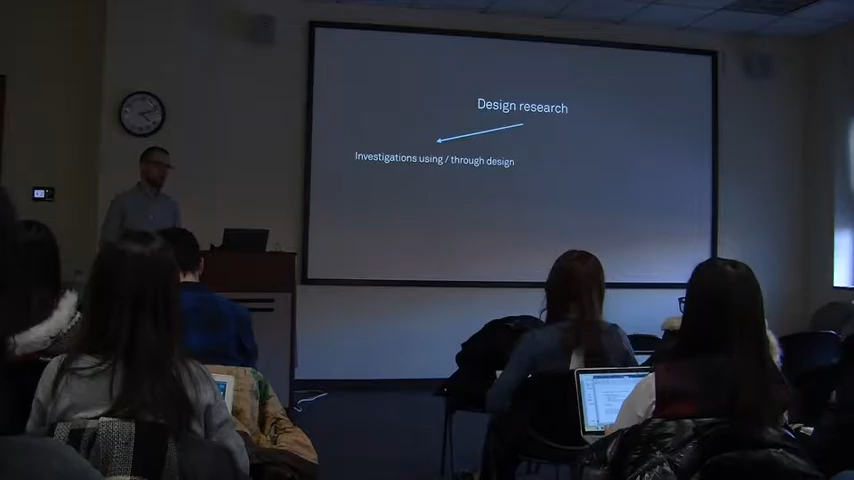 Design research
Investigations using / through design